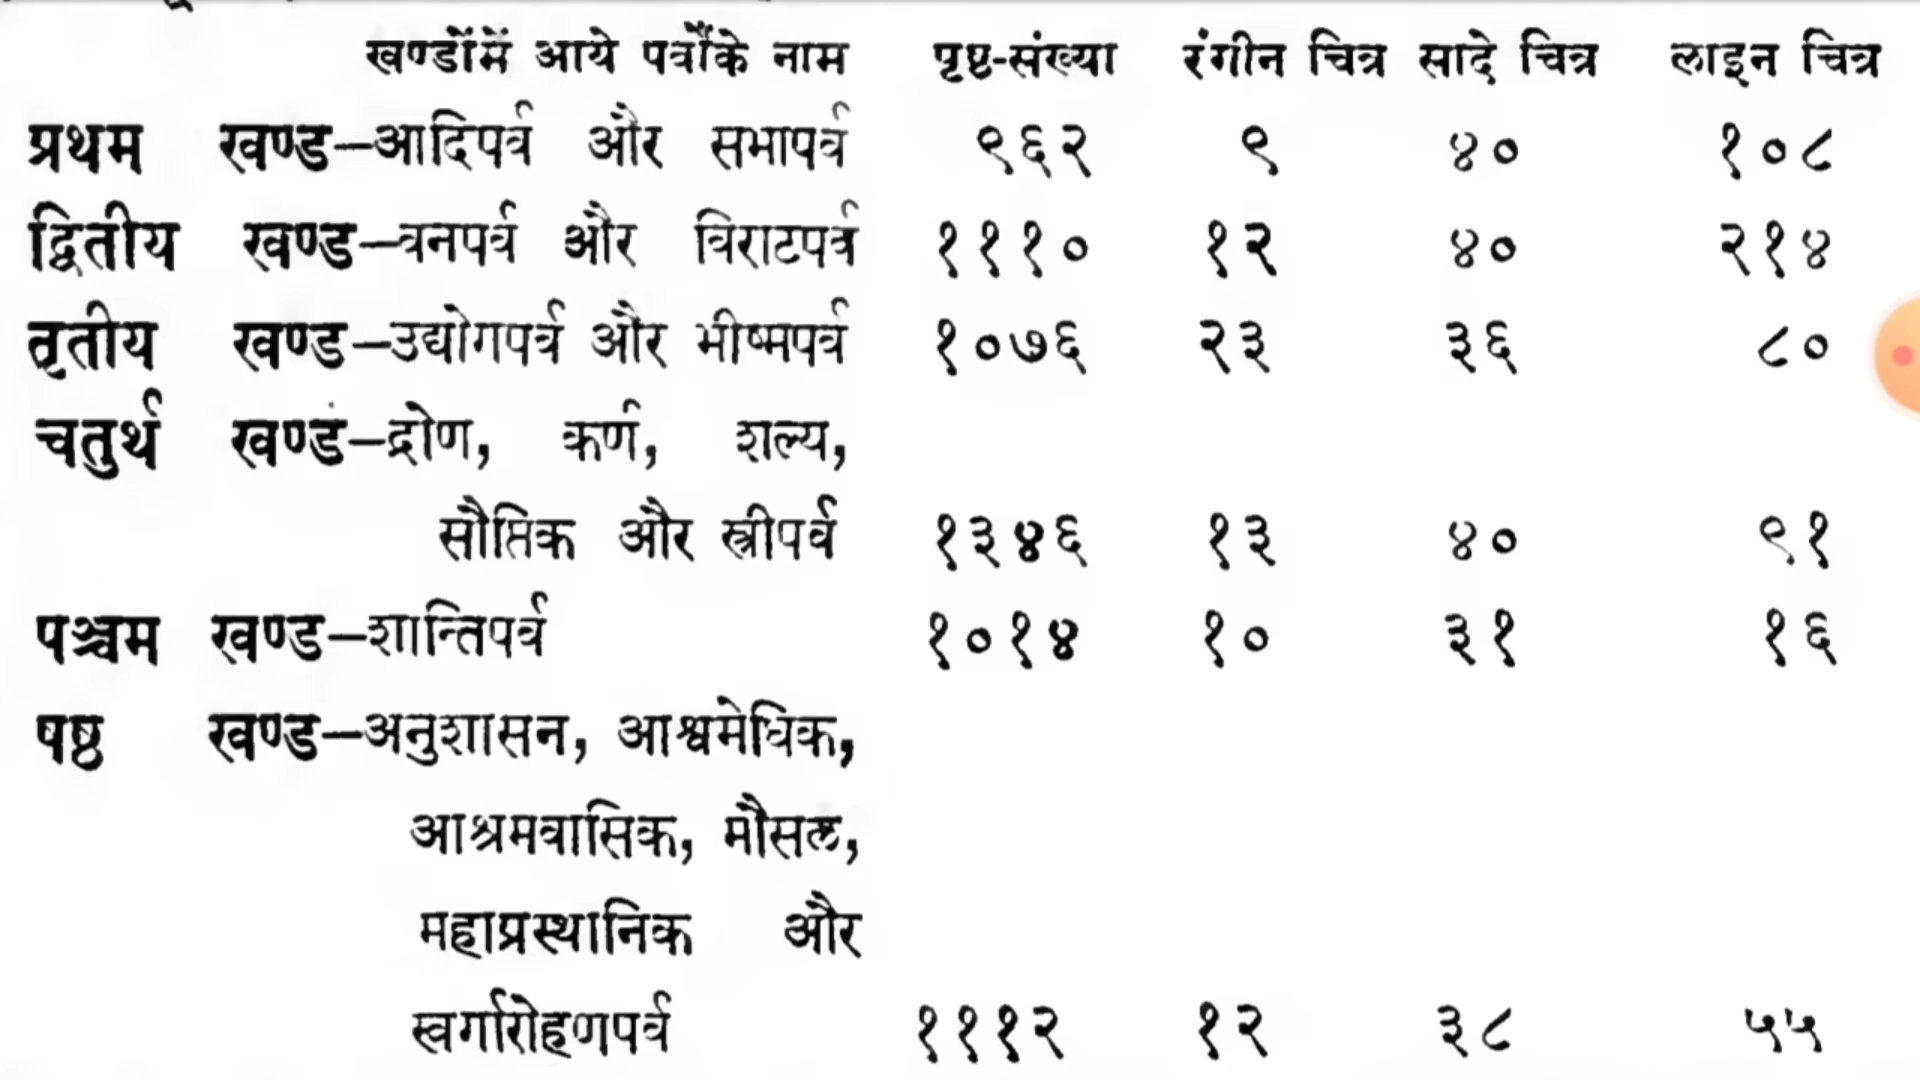 खण्डोंमें आये पर्वोंके नाम पृष्ठ-संख्या रंगीन चित्र सादे चित्र लाइन चित्र
प्रथम खण्ड—आदिपर्व और सभापर्व ९६२ ९ ४० १०८
द्वितीय खण्ड—वनपर्व और विराटपर्व १११० १२ ४० २१४
तृतीय खण्ड—उद्योगपर्व और भीष्मपर्व १०७६ २३ ३६ ८०
चतुर्थ खण्ड—द्रोण, कर्ण, शल्य,
सौप्तिक और स्त्रीपर्व १३४६ १३ ४० ९१
पञ्चम खण्ड—शान्तिपर्व १०१४ १० ३१ १६
षष्ठ खण्ड—अनुशासन, आश्वमेधिक,
आश्रमवासिक, मौसल,
महाप्रस्थानिक और
स्वर्गारोहणपर्व १११२ १२ ३८ ५५